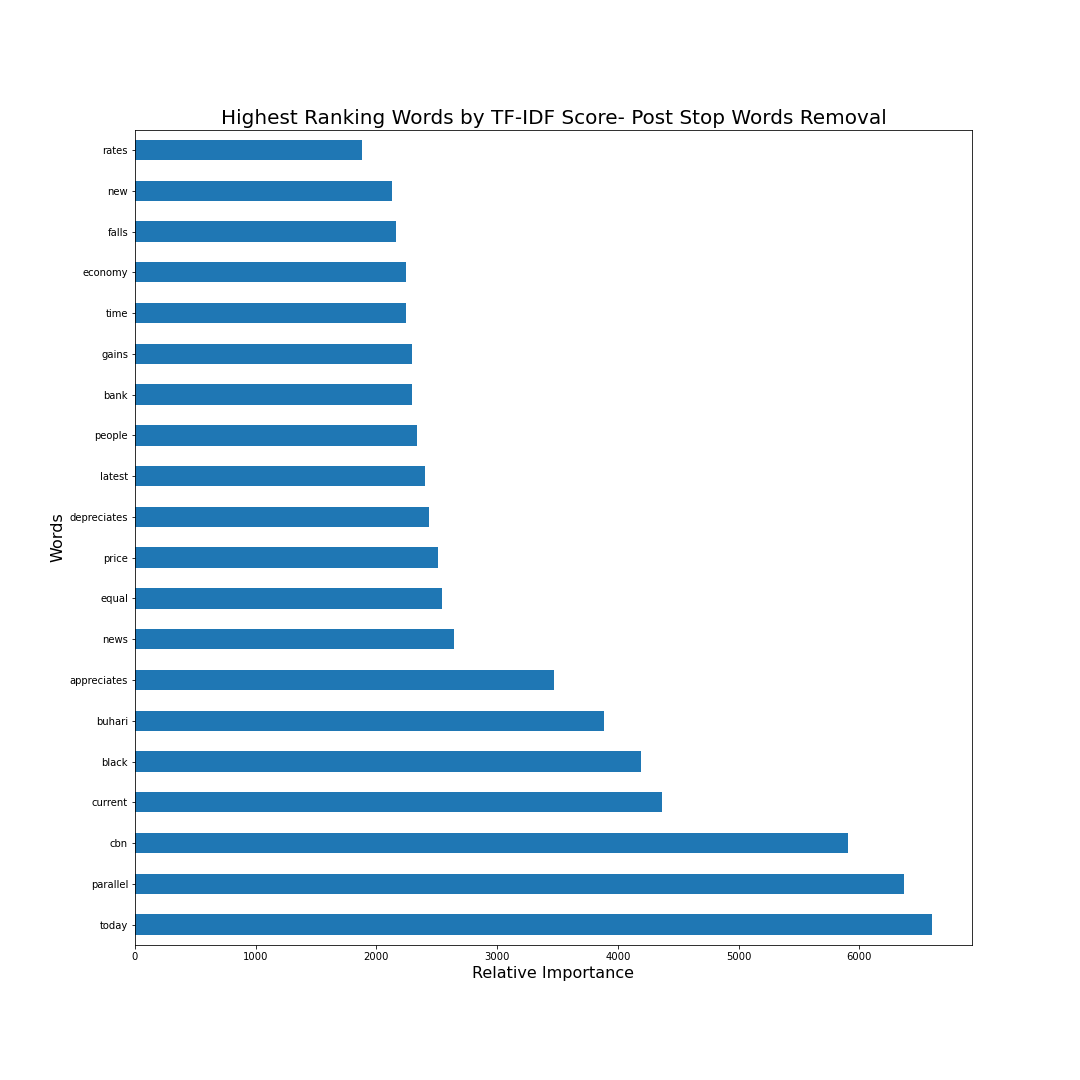 Highest Ranking Words by TF-IDF Score- Post Stop Words Removal
rates
new
falls
economy
time
gains
bank
people
latest
depreciates
price
equal
news
appreciates
buhari
black
current
cbn
parallel
today
Words
0 1000 2000 3000 4000 5000 6000
Relative Importance